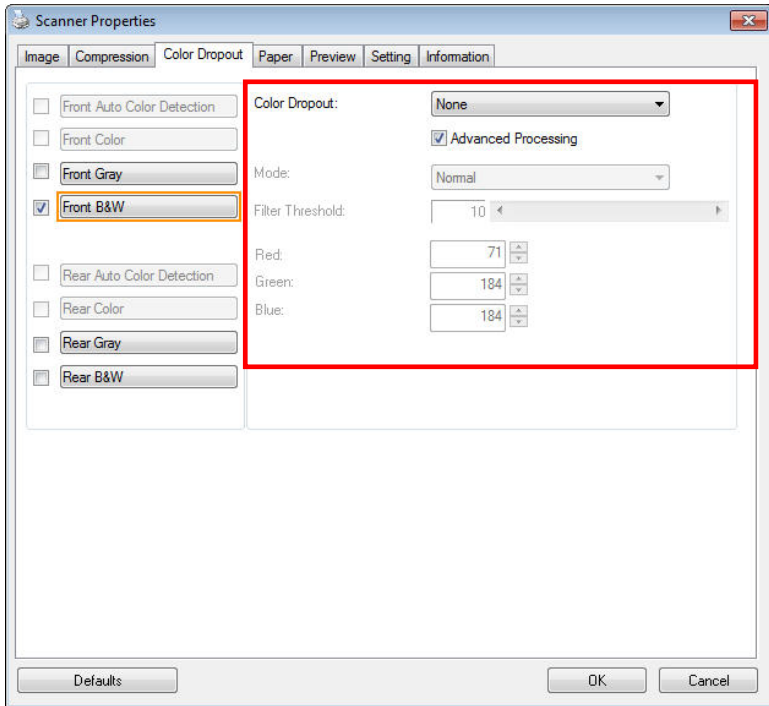 Scanner Properties
Image Compression Color Dropout Paper Preview Setting Information
Front Auto Color Detection
Front Color
Front Gray
Front B&W
Rear Auto Color Detection
Rear Color
Rear Gray
Rear B&W
Color Dropout: None
Advanced Processing
Mode: Normal
Filter Threshold: 10
Red: 71
Green: 184
Blue: 184
Defaults OK Cancel